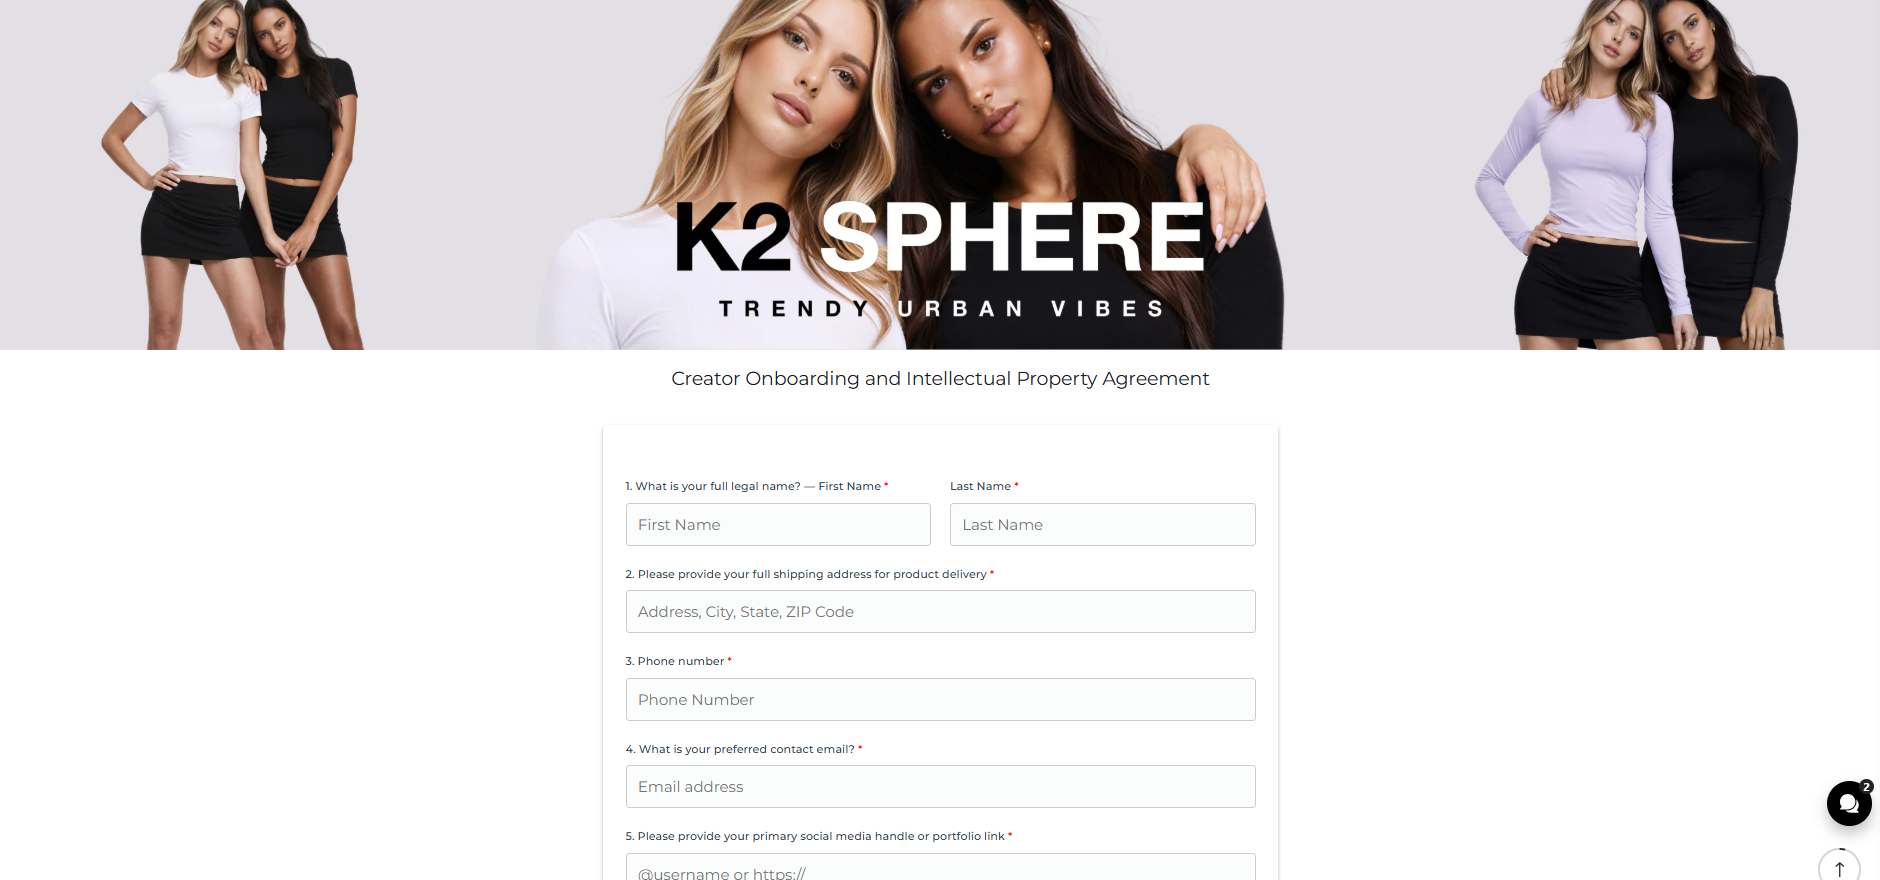 K2 SPHERE
TRENDY URBAN VIBES
Creator Onboarding and Intellectual Property Agreement
1. What is your full legal name? — First Name *
Last Name *
First Name
Last Name
2. Please provide your full shipping address for product delivery *
Address, City, State, ZIP Code
3. Phone number *
Phone Number
4. What is your preferred contact email? *
Email address
5. Please provide your primary social media handle or portfolio link *
@username or https://
2